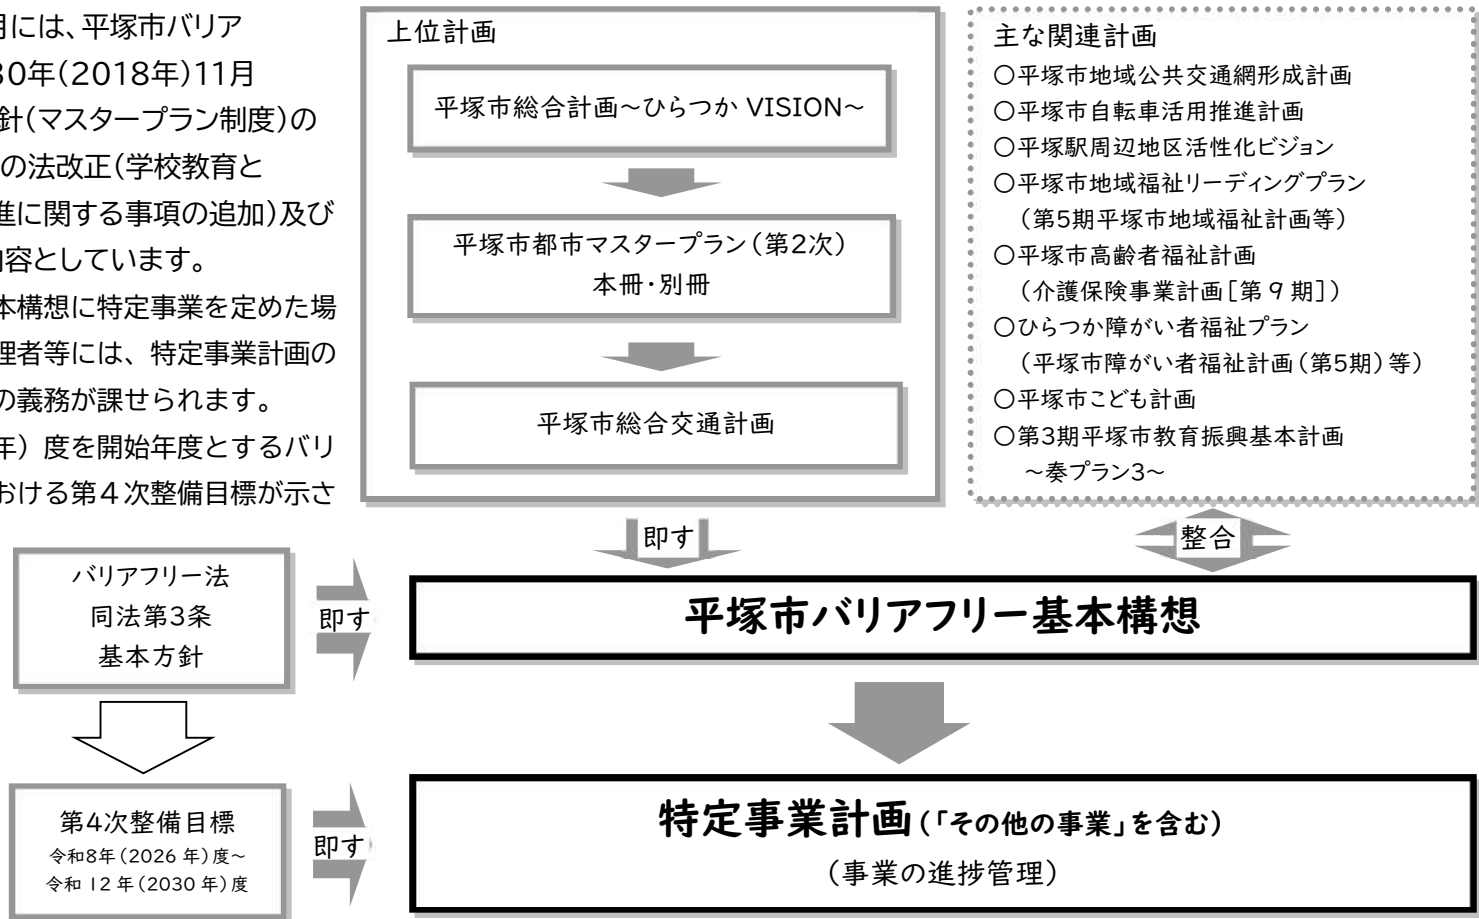 月には、平塚市バリア
30年(2018年)11月
針(マスタープラン制度)の
の法改正(学校教育と
進に関する事項の追加)及び
内容としています。
本構想に特定事業を定めた場
理者等には、特定事業計画の
の義務が課せられます。
年)度を開始年度とするバリ
おける第4次整備目標が示さ
上位計画
平塚市総合計画~ひらつか VISION~
平塚市都市マスタープラン(第2次)
本冊・別冊
平塚市総合交通計画
主な関連計画
○平塚市地域公共交通網形成計画
○平塚市自転車活用推進計画
○平塚駅周辺地区活性化ビジョン
○平塚市地域福祉リーディングプラン
(第5期平塚市地域福祉計画等)
○平塚市高齢者福祉計画
(介護保険事業計画[第9期])
○ひらつか障がい者福祉プラン
(平塚市障がい者福祉計画(第5期)等)
○平塚市こども計画
○第3期平塚市教育振興基本計画
~奏プラン3~
即す
整合
バリアフリー法
同法第3条
基本方針
即す
平塚市バリアフリー基本構想
第4次整備目標
令和8年(2026年)度~
令和12年(2030年)度
即す
特定事業計画(「その他の事業」を含む)
(事業の進捗管理)